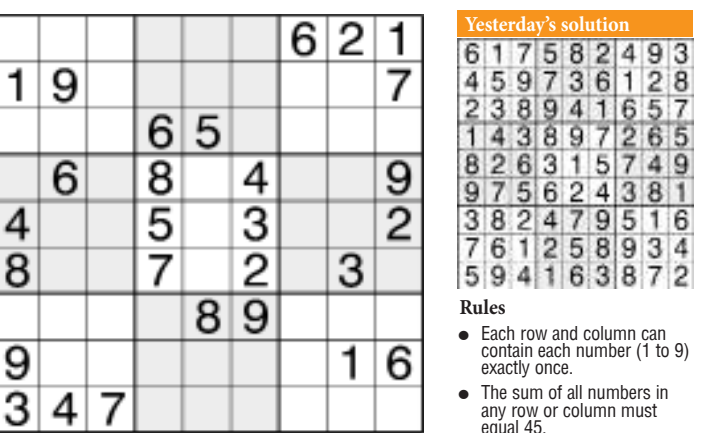 6 2 1
1 9 7
6 5
6 8 4 9
4 5 3 2
8 7 2 3
8 9
9 1 6
3 4 7
Yesterday's solution
6 1 7 5 8 2 4 9 3
4 5 9 7 3 6 1 2 8
2 3 8 9 4 1 6 5 7
1 4 3 8 9 7 2 6 5
8 2 6 3 1 5 7 4 9
9 7 5 6 2 4 3 8 1
3 8 2 4 7 9 5 1 6
7 6 1 2 5 8 9 3 4
5 9 4 1 6 3 8 7 2
Rules
● Each row and column can
contain each number (1 to 9)
exactly once.
● The sum of all numbers in
any row or column must
equal 45.